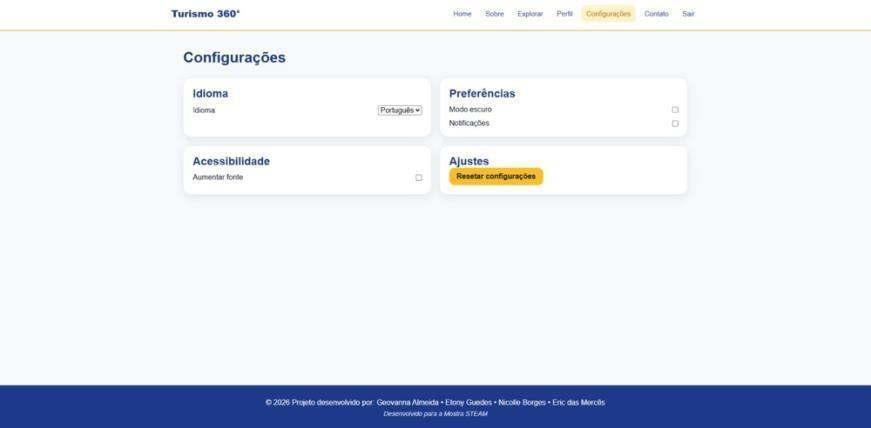 Turismo 360°
Home Sobre Explorar Perfil Configurações Contato Sair
Configurações
Idioma
Idioma Português
Preferências
Modo escuro
Notificações
Acessibilidade
Aumentar fonte
Ajustes
Resetar configurações
© 2026 Projeto desenvolvido por: Geovanna Almeida • Etony Guedes • Nicolle Borges • Eric das Mercês
Desenvolvido para a Mostra STEAM